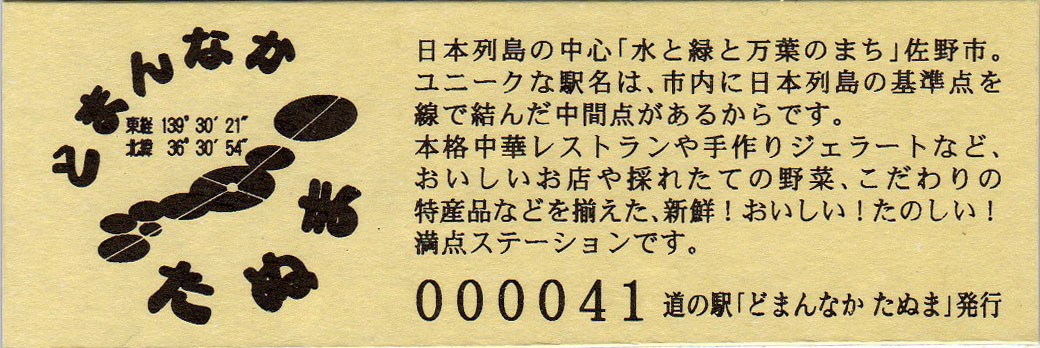 どまんなか
東経 139° 30′ 21″
北緯 36° 30′ 54″
たぬま
日本列島の中心「水と緑と万葉のまち」佐野市。
ユニークな駅名は、市内に日本列島の基準点を
線で結んだ中間点があるからです。
本格中華レストランや手作りジェラートなど、
おいしいお店や採れたての野菜、こだわりの
特産品などを揃えた、新鮮！おいしい！たのしい！
満点ステーションです。
000041 道の駅「どまんなか たぬま」発行